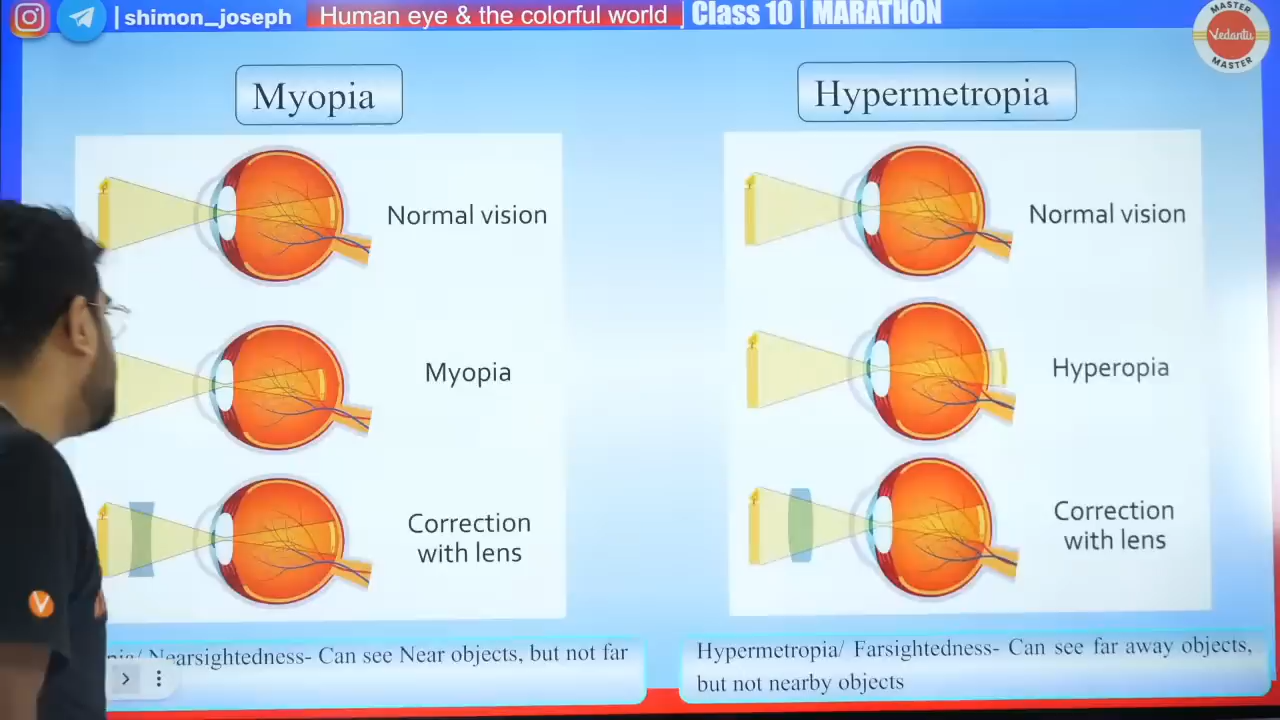 | shimon_joseph
Human eye & the colorful world
| Class 10 | MARATHON
MASTER
Vedantu
MASTER
Myopia
Hypermetropia
Normal vision
Myopia
Correction
with lens
Normal vision
Hyperopia
Correction
with lens
Nearsightedness- Can see Near objects, but not far
Hypermetropia/ Farsightedness- Can see far away objects,
but not nearby objects
V